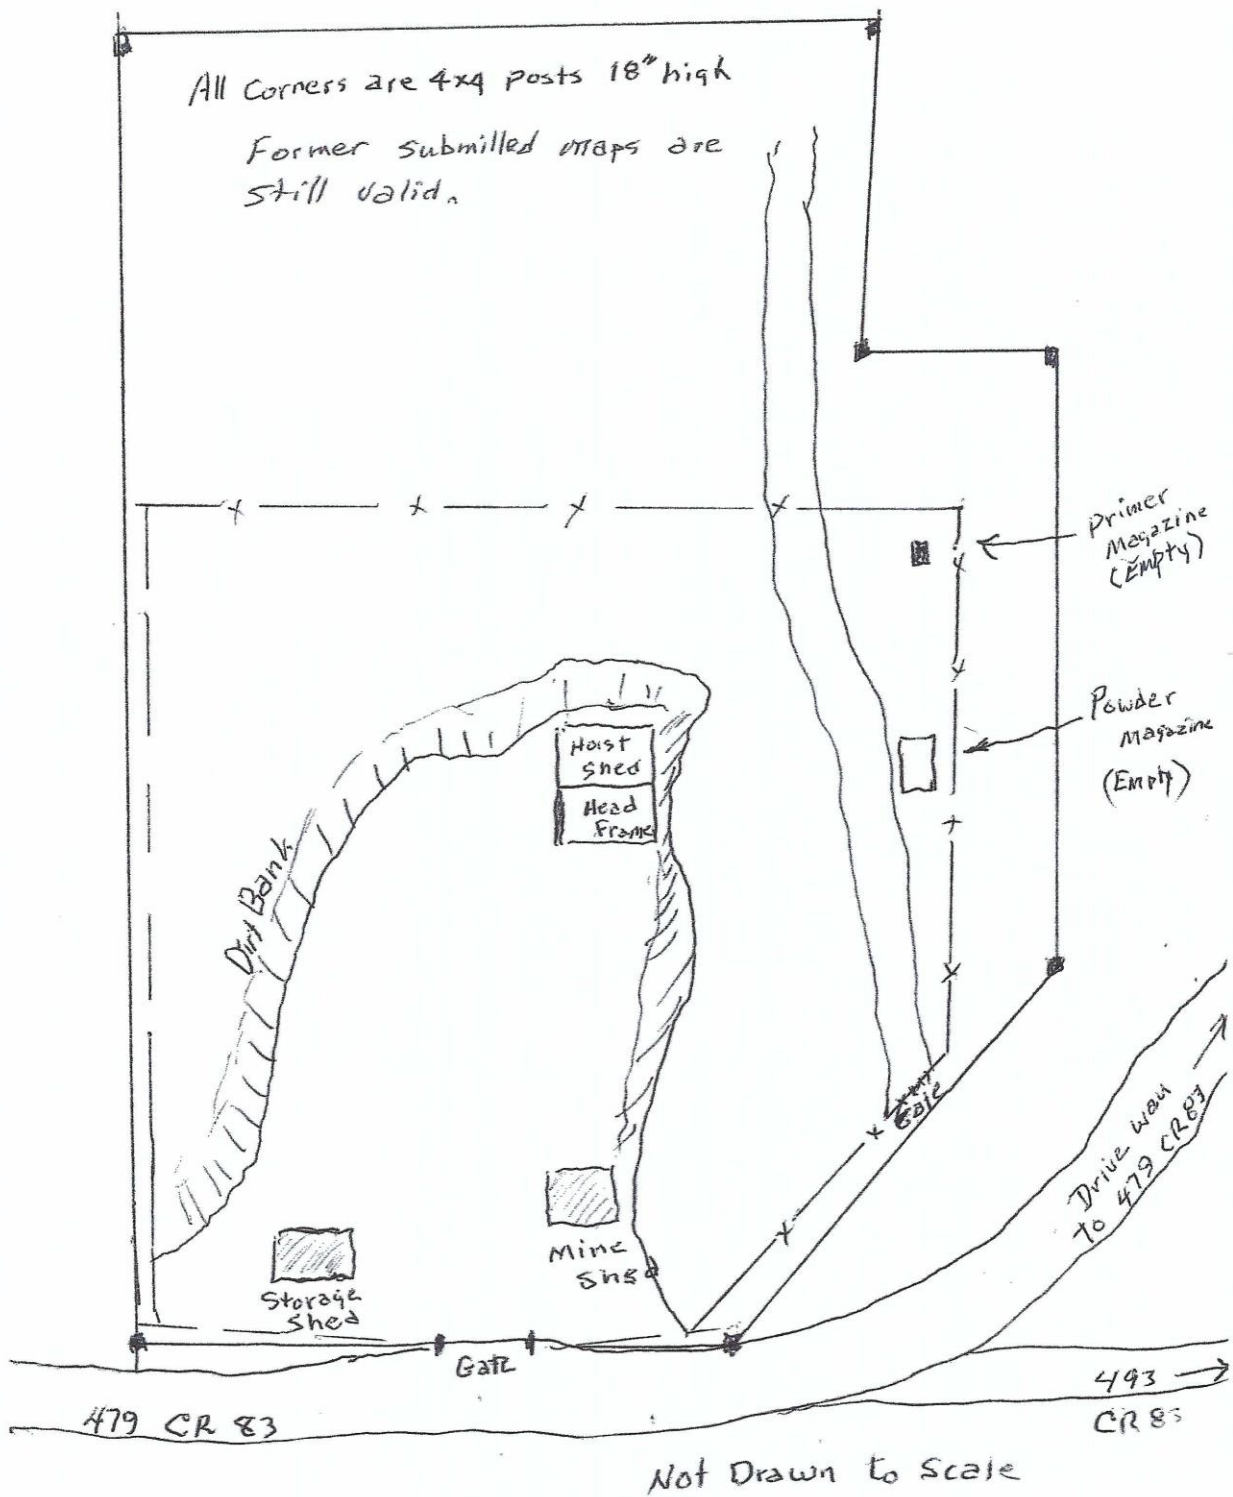 All Corners are 4x4 posts 18" high
Former submilled maps are
still valid.
Primer
Magazine
(Empty)
Powder
Magazine
(Empty)
Hoist
Shed
Head
Frame
Dirt Bank
Gate
Drive way
to 479 CR 83
Mine
Shed
Storage
Shed
Gate
493
CR 83
479 CR 83
Not Drawn to Scale